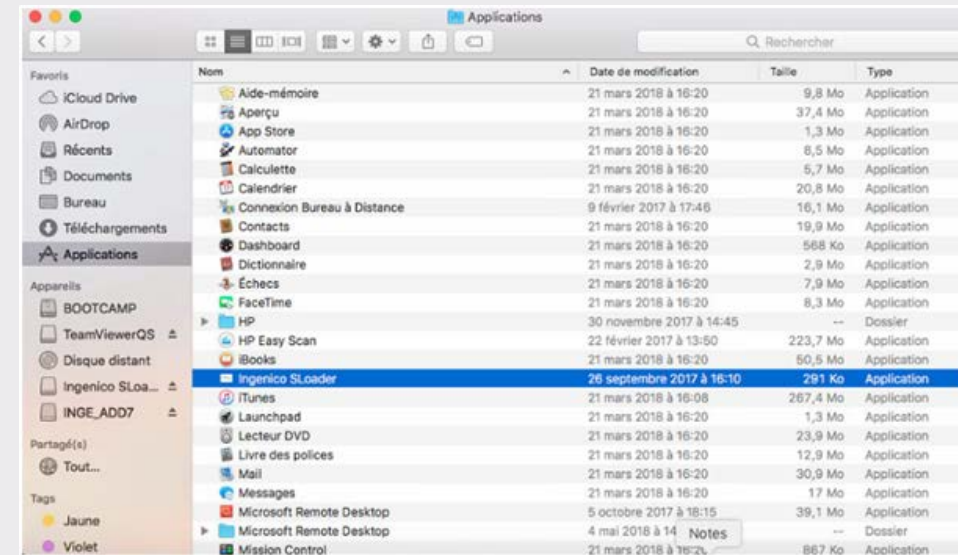 Applications
Rechercher
Favoris
iCloud Drive
AirDrop
Récents
Documents
Bureau
Téléchargements
Applications
Appareils
BOOTCAMP
TeamViewerQS
Disque distant
Ingenico SLoa...
INGE_ADD7
Partagé(s)
Tout...
Tags
Jaune
Violet
Nom Date de modification Taille Type
Aide-mémoire 21 mars 2018 à 16:20 9,8 Mo Application
Aperçu 21 mars 2018 à 16:20 37,4 Mo Application
App Store 21 mars 2018 à 16:20 1,3 Mo Application
Automator 21 mars 2018 à 16:20 8,5 Mo Application
Calculette 21 mars 2018 à 16:20 5,7 Mo Application
Calendrier 21 mars 2018 à 16:20 20,8 Mo Application
Connexion Bureau à Distance 9 février 2017 à 17:46 16,1 Mo Application
Contacts 21 mars 2018 à 16:20 19,9 Mo Application
Dashboard 21 mars 2018 à 16:20 568 Ko Application
Dictionnaire 21 mars 2018 à 16:20 2,9 Mo Application
Échecs 21 mars 2018 à 16:20 7,9 Mo Application
FaceTime 21 mars 2018 à 16:20 8,3 Mo Application
HP 30 novembre 2017 à 14:45 -- Dossier
HP Easy Scan 22 février 2017 à 13:50 223,7 Mo Application
iBooks 21 mars 2018 à 16:20 50,5 Mo Application
Ingenico SLoader 26 septembre 2017 à 16:10 291 Ko Application
iTunes 21 mars 2018 à 16:08 267,4 Mo Application
Launchpad 21 mars 2018 à 16:20 1,3 Mo Application
Lecteur DVD 21 mars 2018 à 16:20 23,9 Mo Application
Livre des polices 21 mars 2018 à 16:20 12,9 Mo Application
Mail 21 mars 2018 à 16:20 30,9 Mo Application
Messages 21 mars 2018 à 16:20 17 Mo Application
Microsoft Remote Desktop 5 octobre 2017 à 18:15 39,1 Mo Application
Microsoft Remote Desktop 4 mai 2018 à 14 -- Dossier
Notes
Mission Control 21 mars 2018 à 16:20 867 Ko Application